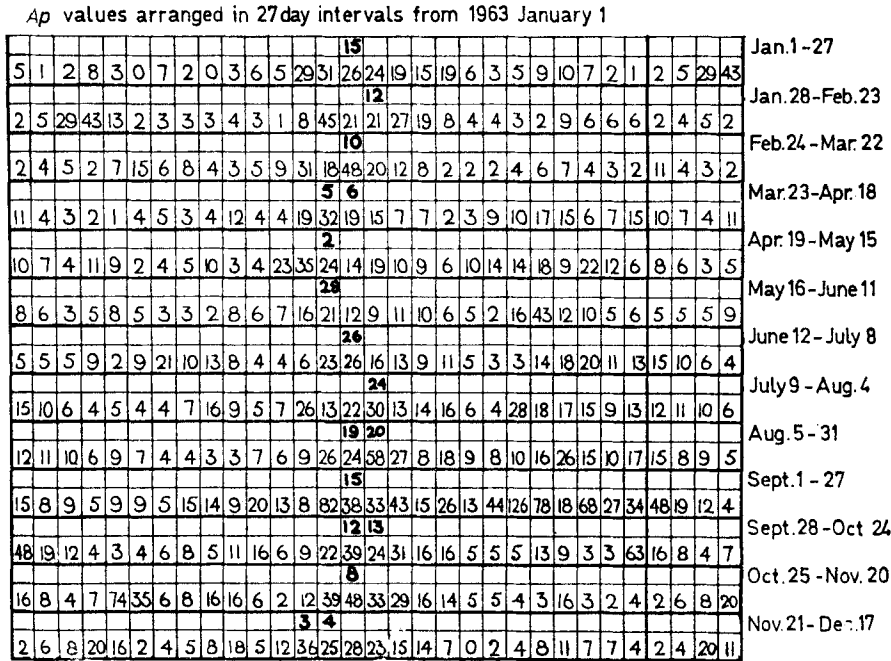 Ap values arranged in 27 day intervals from 1963 January 1
15 Jan. 1-27
5 1 2 8 3 0 7 2 0 3 6 5 29 31 26 24 19 15 19 6 3 5 9 10 7 2 1 2 5 29 43
12 Jan. 28-Feb. 23
2 5 29 43 13 2 3 3 3 4 3 1 8 45 21 21 27 19 8 4 4 3 2 9 6 6 6 2 4 5 2
10 Feb. 24-Mar. 22
2 4 5 2 7 15 6 8 4 3 5 9 31 18 48 20 12 8 2 2 2 4 6 7 4 3 2 11 4 3 2
5 6 Mar. 23-Apr. 18
11 4 3 2 1 4 5 3 4 12 4 4 19 32 19 15 7 7 2 3 9 10 17 15 6 7 15 10 7 4 11
2 Apr. 19-May 15
10 7 4 11 9 2 4 5 10 3 4 23 35 24 14 19 10 9 6 10 14 14 18 9 22 12 6 8 6 3 5
28 May 16-June 11
8 6 3 5 8 5 3 3 2 8 6 7 16 21 12 9 11 10 6 5 2 16 43 12 10 5 6 5 5 5 9
26 June 12-July 8
5 5 5 9 2 9 21 10 13 8 4 4 6 23 26 16 13 9 11 5 3 3 14 18 20 11 13 15 10 6 4
24 July 9-Aug. 4
15 10 6 4 5 4 4 7 16 9 5 7 26 13 22 30 13 14 16 6 4 28 18 17 15 9 13 12 11 10 6
19 20 Aug. 5-31
12 11 10 6 9 7 4 4 3 3 7 6 9 26 24 58 27 8 18 9 8 10 16 26 15 10 17 15 8 9 5
15 Sept. 1-27
15 8 9 5 9 9 5 15 14 9 20 13 8 82 38 33 43 15 26 13 44 126 78 18 68 27 34 48 19 12 4
12 13 Sept. 28-Oct 24
48 19 12 4 3 4 6 8 5 11 16 6 9 22 39 24 31 16 16 5 5 5 13 9 3 3 63 16 8 4 7
8 Oct. 25-Nov. 20
16 8 4 7 74 35 6 8 16 16 6 2 12 39 48 33 29 16 14 5 5 4 3 16 3 2 4 2 6 8 20
3 4 Nov. 21-Dec. 17
2 6 8 20 16 2 4 5 8 18 5 12 36 25 28 23 15 14 7 0 2 4 8 11 7 7 4 2 4 20 11